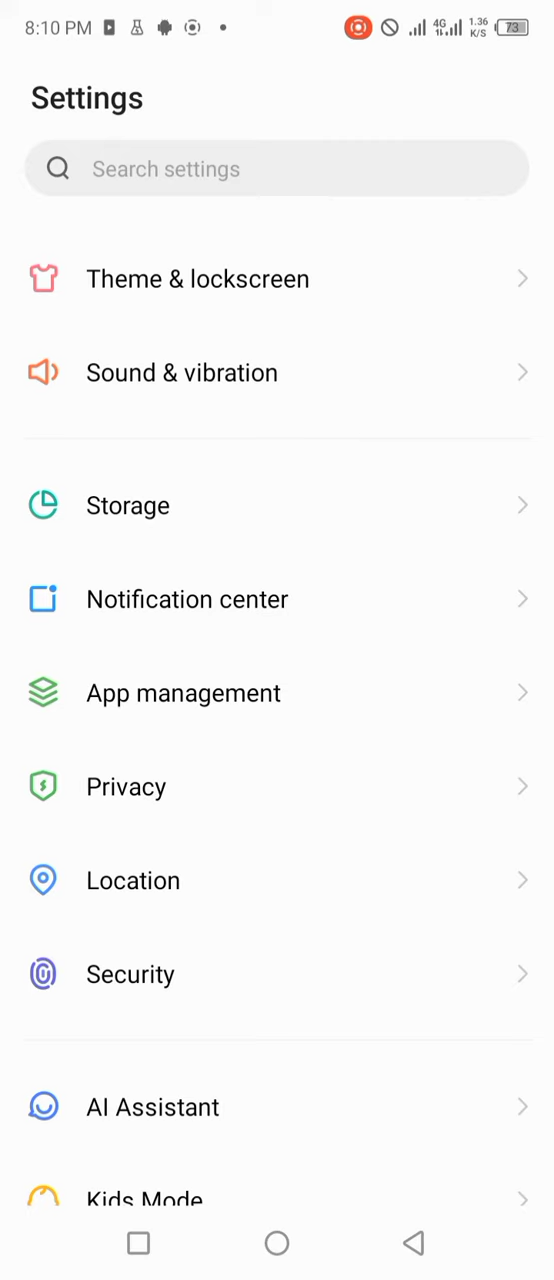 8:10 PM 4G 1.36 K/S 73
Settings
Search settings
Theme & lockscreen
Sound & vibration
Storage
Notification center
App management
Privacy
Location
Security
AI Assistant
Kids Mode